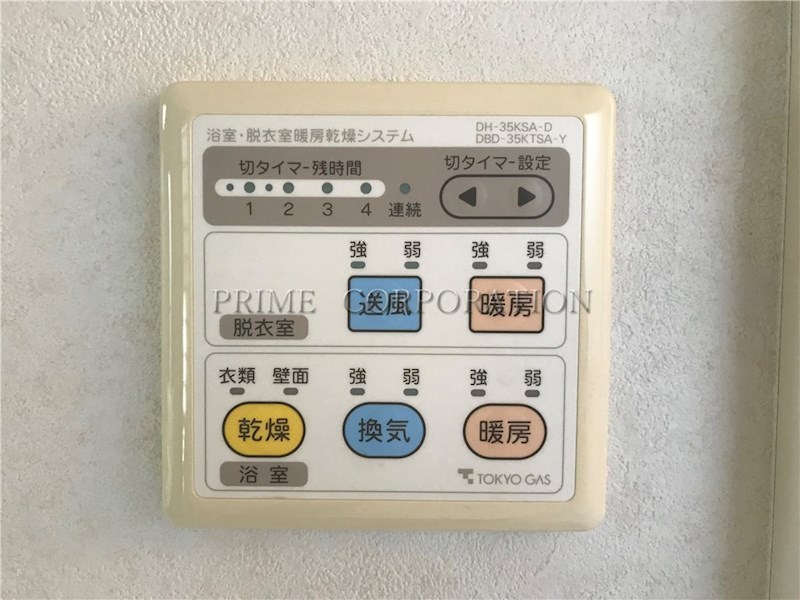 浴室・脱衣室暖房乾燥システム
DH-35KSA-D
DBD-35KTSA-Y
切タイマー残時間
切タイマー設定
1 2 3 4 連続
強 弱 強 弱
送風 暖房
PRIME CORPORATION
脱衣室
衣類 壁面 強 弱 強 弱
乾燥 換気 暖房
浴室
TOKYO GAS